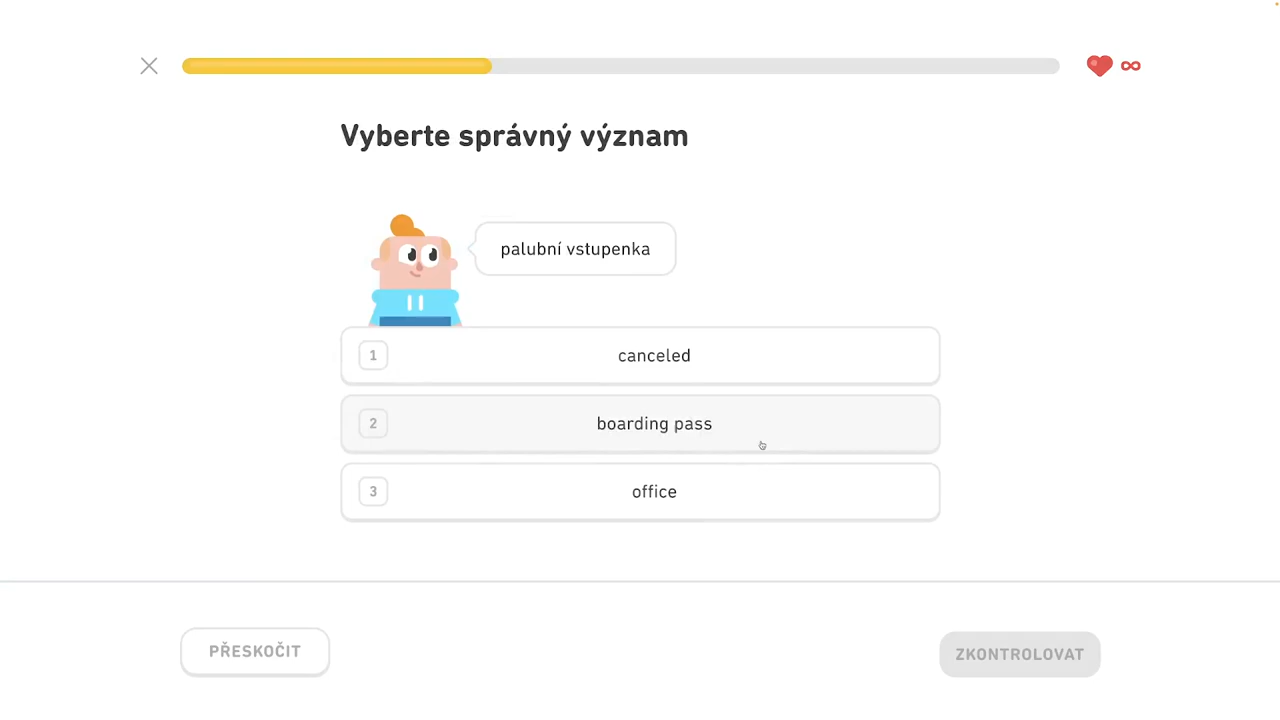 Vyberte správný význam
palubní vstupenka
1 canceled
2 boarding pass
3 office
PŘESKOČIT
ZKONTROLOVAT